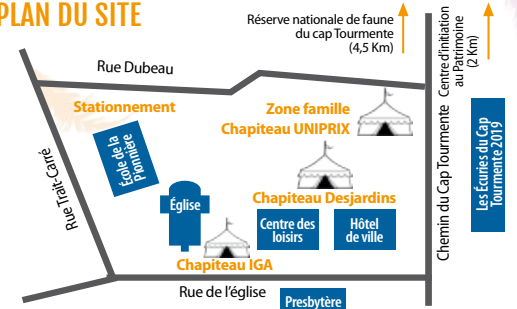 PLAN DU SITE
Réserve nationale de faune
du cap Tourmente
(4,5 Km)
Centre d'initiation
au Patrimoine
(2 Km)
Rue Dubeau
Stationnement
Zone famille
Chapiteau UNIPRIX
École de la
Pionnière
Rue Trait-Carré
Église
Chapiteau Desjardins
Centre des
loisirs
Hôtel
de ville
Chapiteau IGA
Chemin du Cap Tourmente
Les Écuries du Cap
Tourmente 2019
Rue de l'église
Presbytère